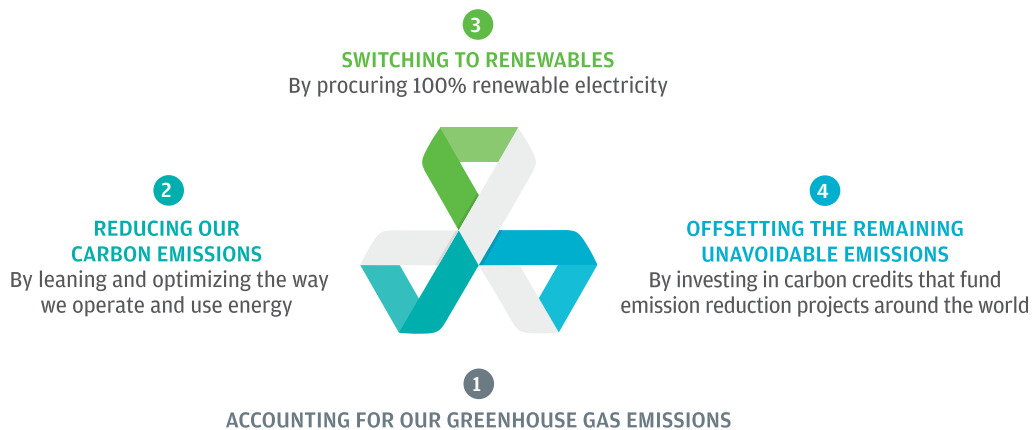 3
SWITCHING TO RENEWABLES
By procuring 100% renewable electricity
2
REDUCING OUR
CARBON EMISSIONS
By leaning and optimizing the way
we operate and use energy
4
OFFSETTING THE REMAINING
UNAVOIDABLE EMISSIONS
By investing in carbon credits that fund
emission reduction projects around the world
1
ACCOUNTING FOR OUR GREENHOUSE GAS EMISSIONS